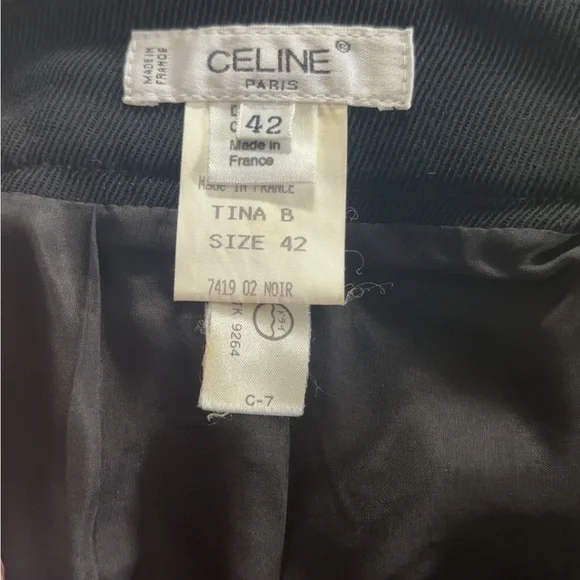 MADE IN
FRANCE
CELINE®
PARIS
42
Made in
France
Made IN FRANCE
TINA B
SIZE 42
7419 02 NOIR
TK 9264
C-7